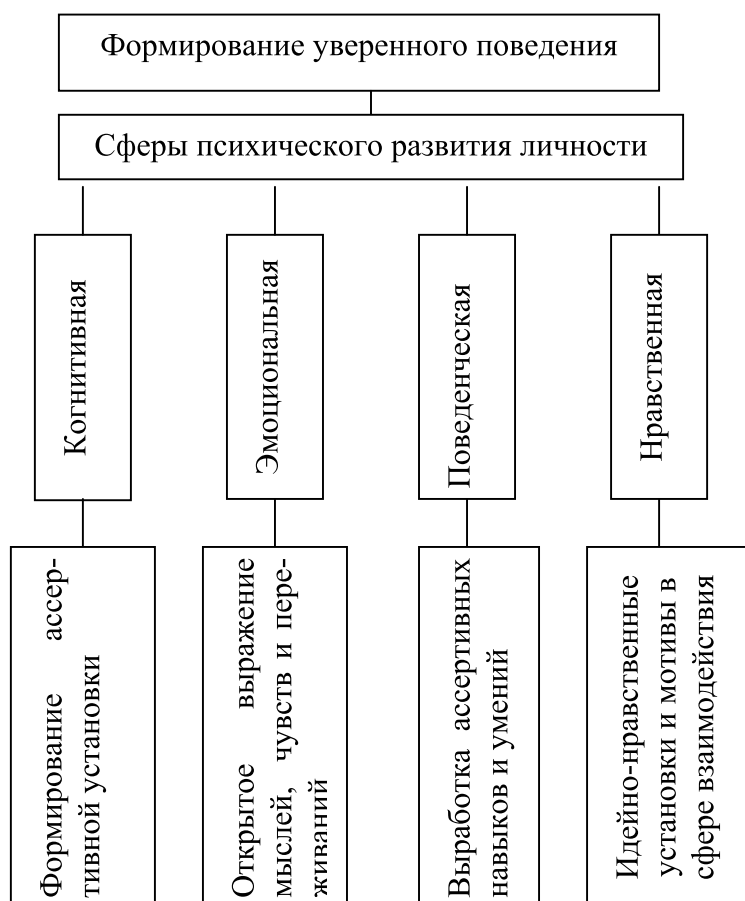 Формирование уверенного поведения
Сферы психического развития личности
Когнитивная
Эмоциональная
Поведенческая
Нравственная
Формирование ассер-
тивной установки
Открытое выражение
мыслей, чувств и пере-
живаний
Выработка ассертивных
навыков и умений
Идейно-нравственные
установки и мотивы в
сфере взаимодействия